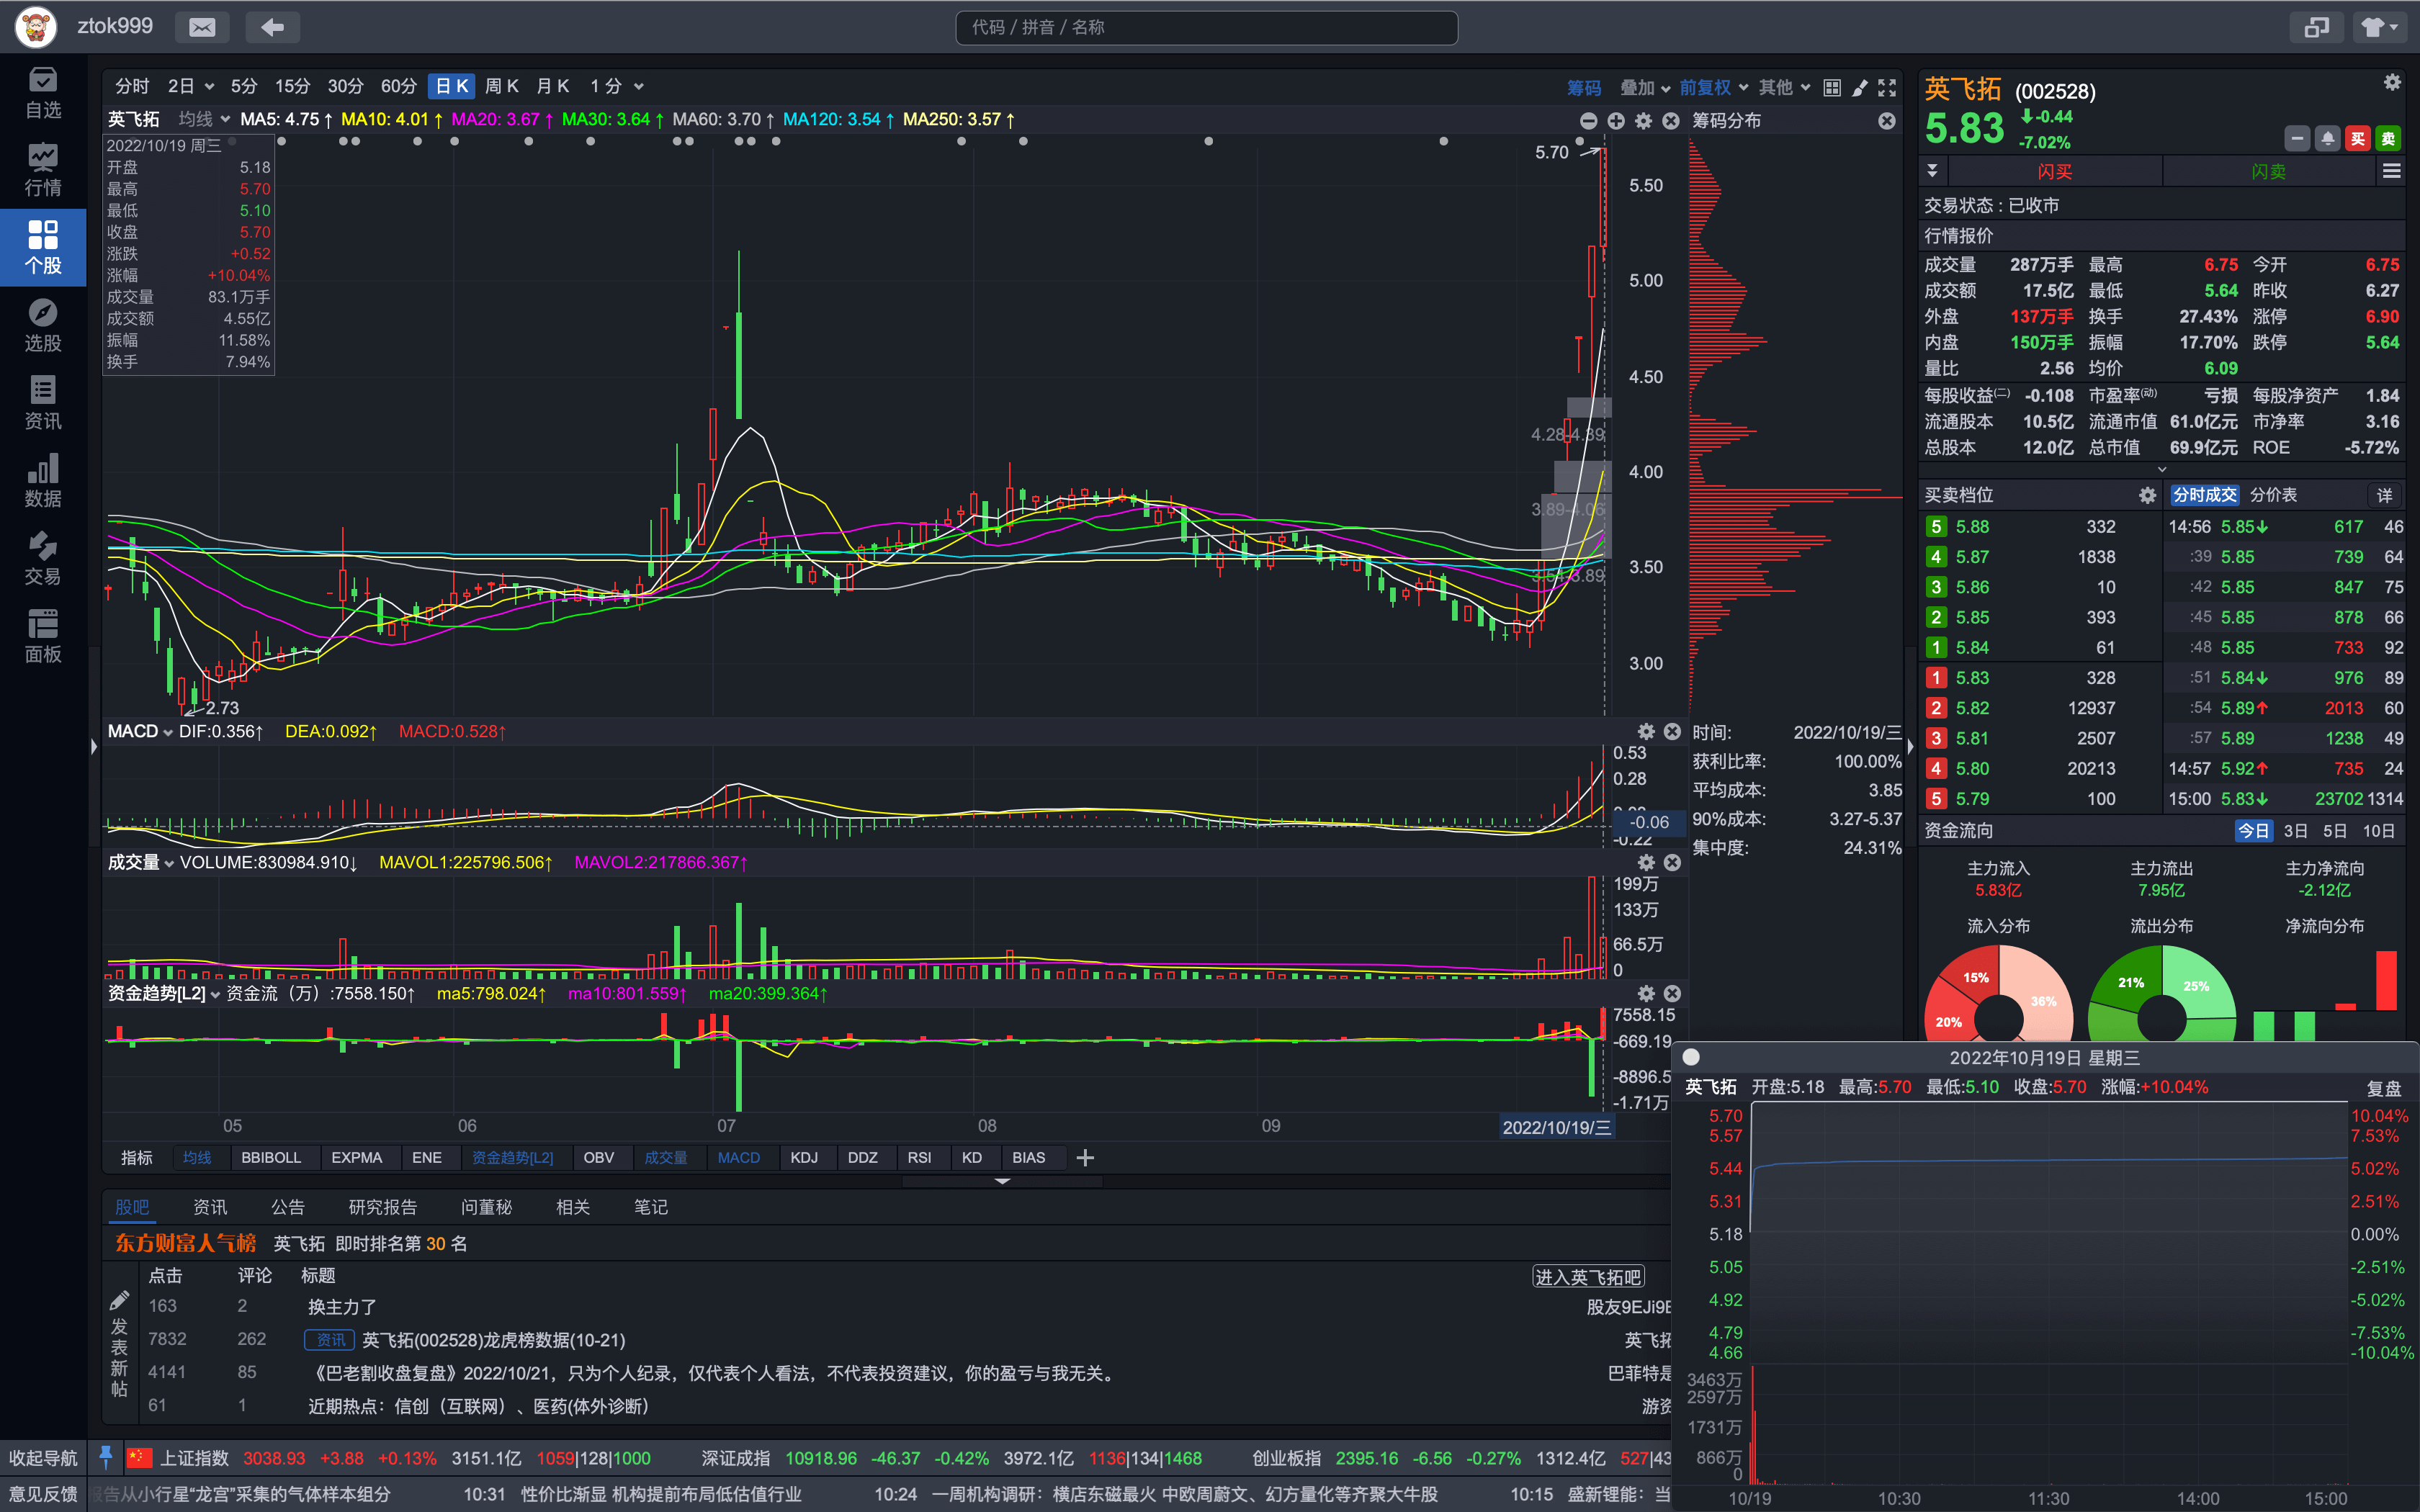 ztok999
代码 / 拼音 / 名称
自选
行情
个股
选股
资讯
数据
交易
面板
收起导航
意见反馈
分时 2日 5分 15分 30分 60分 日K 周K 月K 1分
筹码 叠加 前复权 其他
英飞拓 均线 MA5: 4.75↑ MA10: 4.01↑ MA20: 3.67↑ MA30: 3.64↑ MA60: 3.70↑ MA120: 3.54↑ MA250: 3.57↑
筹码分布
2022/10/19 周三
开盘 5.18
最高 5.70
最低 5.10
收盘 5.70
涨跌 +0.52
涨幅 +10.04%
成交量 83.1万手
成交额 4.55亿
振幅 11.58%
换手 7.94%
5.70
5.50
5.00
4.50
4.28-4.39
4.00
3.89-4.06
3.50
3.54-3.89
3.00
2.73
MACD DIF:0.356↑ DEA:0.092↑ MACD:0.528↑
0.53
0.28
-0.06
-0.22
成交量 VOLUME:830984.910↓ MAVOL1:225796.506↑ MAVOL2:217866.367↑
199万
133万
66.5万
0
资金趋势[L2] 资金流（万）:7558.150↑ ma5:798.024↑ ma10:801.559↑ ma20:399.364↑
7558.15
-669.19
-8896.5
-1.71万
05 06 07 08 09 2022/10/19/三
时间: 2022/10/19/三
获利比率: 100.00%
平均成本: 3.85
90%成本: 3.27-5.37
集中度: 24.31%
指标 均线 BBIBOLL EXPMA ENE 资金趋势[L2] OBV 成交量 MACD KDJ DDZ RSI KD BIAS
股吧 资讯 公告 研究报告 问董秘 相关 笔记
东方财富人气榜 英飞拓 即时排名第 30 名
点击 评论 标题
进入英飞拓吧
发表新帖
163 2 换主力了 股友9EJi9E
7832 262 资讯 英飞拓(002528)龙虎榜数据(10-21) 英飞拓
4141 85 《巴老割收盘复盘》2022/10/21，只为个人纪录，仅代表个人看法，不代表投资建议，你的盈亏与我无关。 巴菲特是
61 1 近期热点：信创（互联网）、医药(体外诊断) 游资
英飞拓 (002528)
5.83 -0.44
-7.02%
买 卖
闪买 闪卖
交易状态：已收市
行情报价
成交量 287万手 最高 6.75 今开 6.75
成交额 17.5亿 最低 5.64 昨收 6.27
外盘 137万手 换手 27.43% 涨停 6.90
内盘 150万手 振幅 17.70% 跌停 5.64
量比 2.56 均价 6.09
每股收益(二) -0.108 市盈率(动) 亏损 每股净资产 1.84
流通股本 10.5亿 流通市值 61.0亿元 市净率 3.16
总股本 12.0亿 总市值 69.9亿元 ROE -5.72%
买卖档位 分时成交 分价表 详
5 5.88 332 14:56 5.85↓ 617 46
4 5.87 1838 :39 5.85 739 64
3 5.86 10 :42 5.85 847 75
2 5.85 393 :45 5.85 878 66
1 5.84 61 :48 5.85 733 92
1 5.83 328 :51 5.84↓ 976 89
2 5.82 12937 :54 5.89↑ 2013 60
3 5.81 2507 :57 5.89 1238 49
4 5.80 20213 14:57 5.92↑ 735 24
5 5.79 100 15:00 5.83↓ 23702 1314
资金流向 今日 3日 5日 10日
主力流入 主力流出 主力净流向
5.83亿 7.95亿 -2.12亿
流入分布 流出分布 净流向分布
15% 36% 20%
21% 25%
2022年10月19日 星期三
英飞拓 开盘:5.18 最高:5.70 最低:5.10 收盘:5.70 涨幅:+10.04% 复盘
5.70 10.04%
5.57 7.53%
5.44 5.02%
5.31 2.51%
5.18 0.00%
5.05 -2.51%
4.92 -5.02%
4.79 -7.53%
4.66 -10.04%
3463万
2597万
1731万
866万
0
10/19 10:30 11:30 14:00 15:00
上证指数 3038.93 +3.88 +0.13% 3151.1亿 1059|128|1000 深证成指 10918.96 -46.37 -0.42% 3972.1亿 1136|134|1468 创业板指 2395.16 -6.56 -0.27% 1312.4亿 527|43
告从小行星“龙宫”采集的气体样本组分 10:31 性价比渐显 机构提前布局低估值行业 10:24 一周机构调研：横店东磁最火 中欧周蔚文、幻方量化等齐聚大牛股 10:15 盛新锂能：当